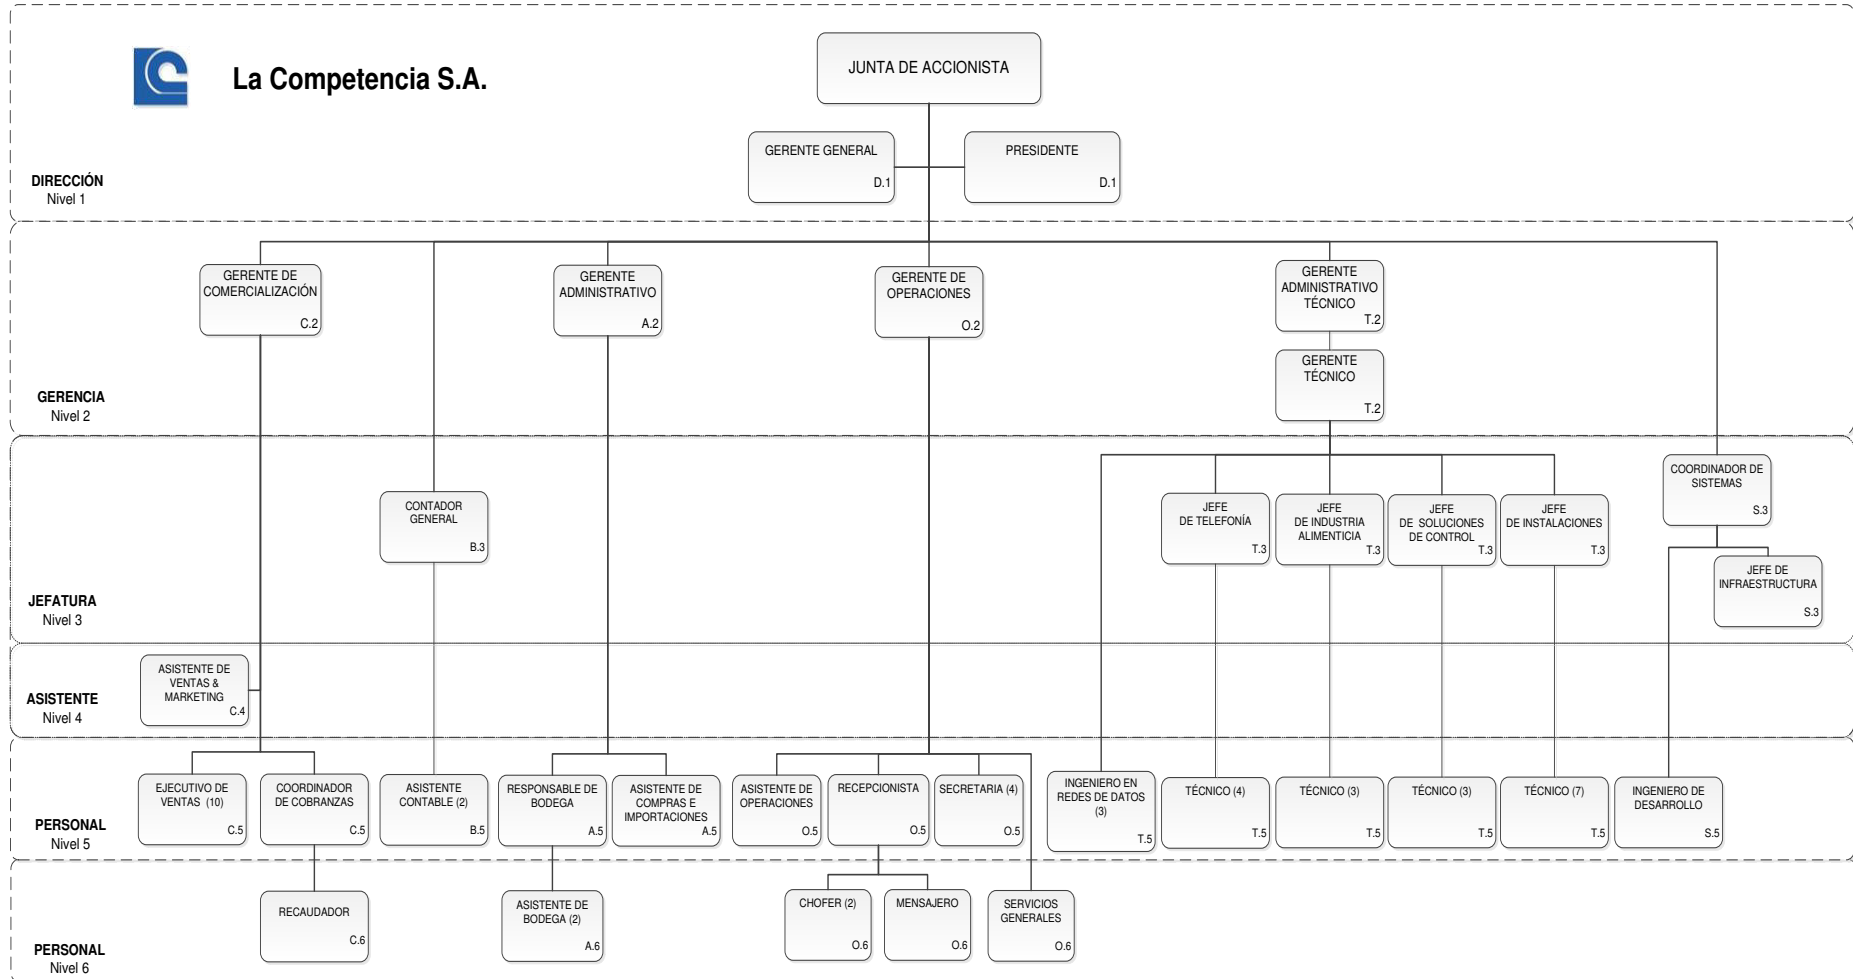 La Competencia S.A.
JUNTA DE ACCIONISTA
GERENTE GENERAL
D.1
PRESIDENTE
D.1
DIRECCIÓN
Nivel 1
GERENTE DE
COMERCIALIZACIÓN
C.2
GERENTE
ADMINISTRATIVO
A.2
GERENTE DE
OPERACIONES
O.2
GERENTE
ADMINISTRATIVO
TÉCNICO
T.2
GERENTE
TÉCNICO
T.2
GERENCIA
Nivel 2
CONTADOR
GENERAL
B.3
JEFE
DE TELEFONÍA
T.3
JEFE
DE INDUSTRIA
ALIMENTICIA
T.3
JEFE
DE SOLUCIONES
DE CONTROL
T.3
JEFE
DE INSTALACIONES
T.3
COORDINADOR DE
SISTEMAS
S.3
JEFE DE
INFRAESTRUCTURA
S.3
JEFATURA
Nivel 3
ASISTENTE DE
VENTAS &
MARKETING
C.4
ASISTENTE
Nivel 4
EJECUTIVO DE
VENTAS (10)
C.5
COORDINADOR
DE COBRANZAS
C.5
ASISTENTE
CONTABLE (2)
B.5
RESPONSABLE DE
BODEGA
A.5
ASISTENTE DE
COMPRAS E
IMPORTACIONES
A.5
ASISTENTE DE
OPERACIONES
O.5
RECEPCIONISTA
O.5
SECRETARIA (4)
O.5
INGENIERO EN
REDES DE DATOS
(3)
T.5
TÉCNICO (4)
T.5
TÉCNICO (3)
T.5
TÉCNICO (3)
T.5
TÉCNICO (7)
T.5
INGENIERO DE
DESARROLLO
S.5
PERSONAL
Nivel 5
RECAUDADOR
C.6
ASISTENTE DE
BODEGA (2)
A.6
CHOFER (2)
O.6
MENSAJERO
O.6
SERVICIOS
GENERALES
O.6
PERSONAL
Nivel 6